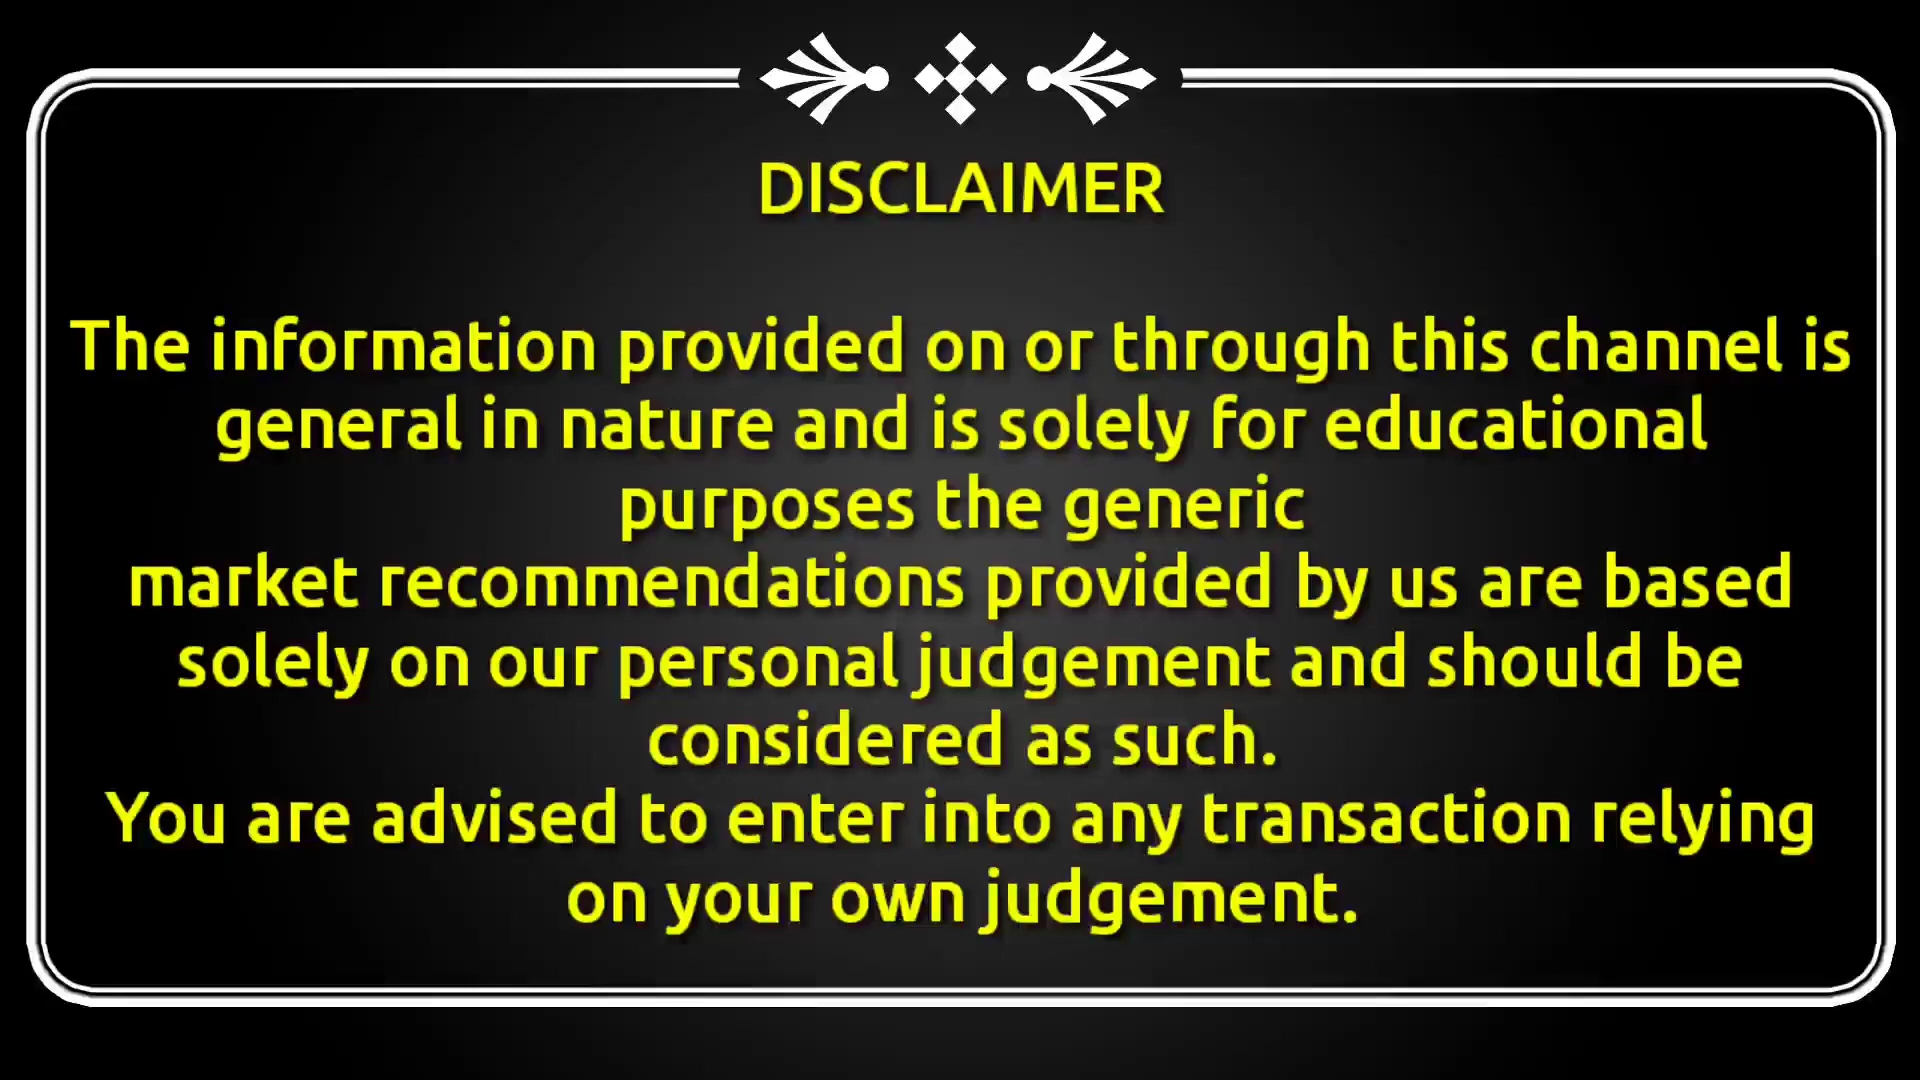 DISCLAIMER
The information provided on or through this channel is
general in nature and is solely for educational
purposes the generic
market recommendations provided by us are based
solely on our personal judgement and should be
considered as such.
You are advised to enter into any transaction relying
on your own judgement.